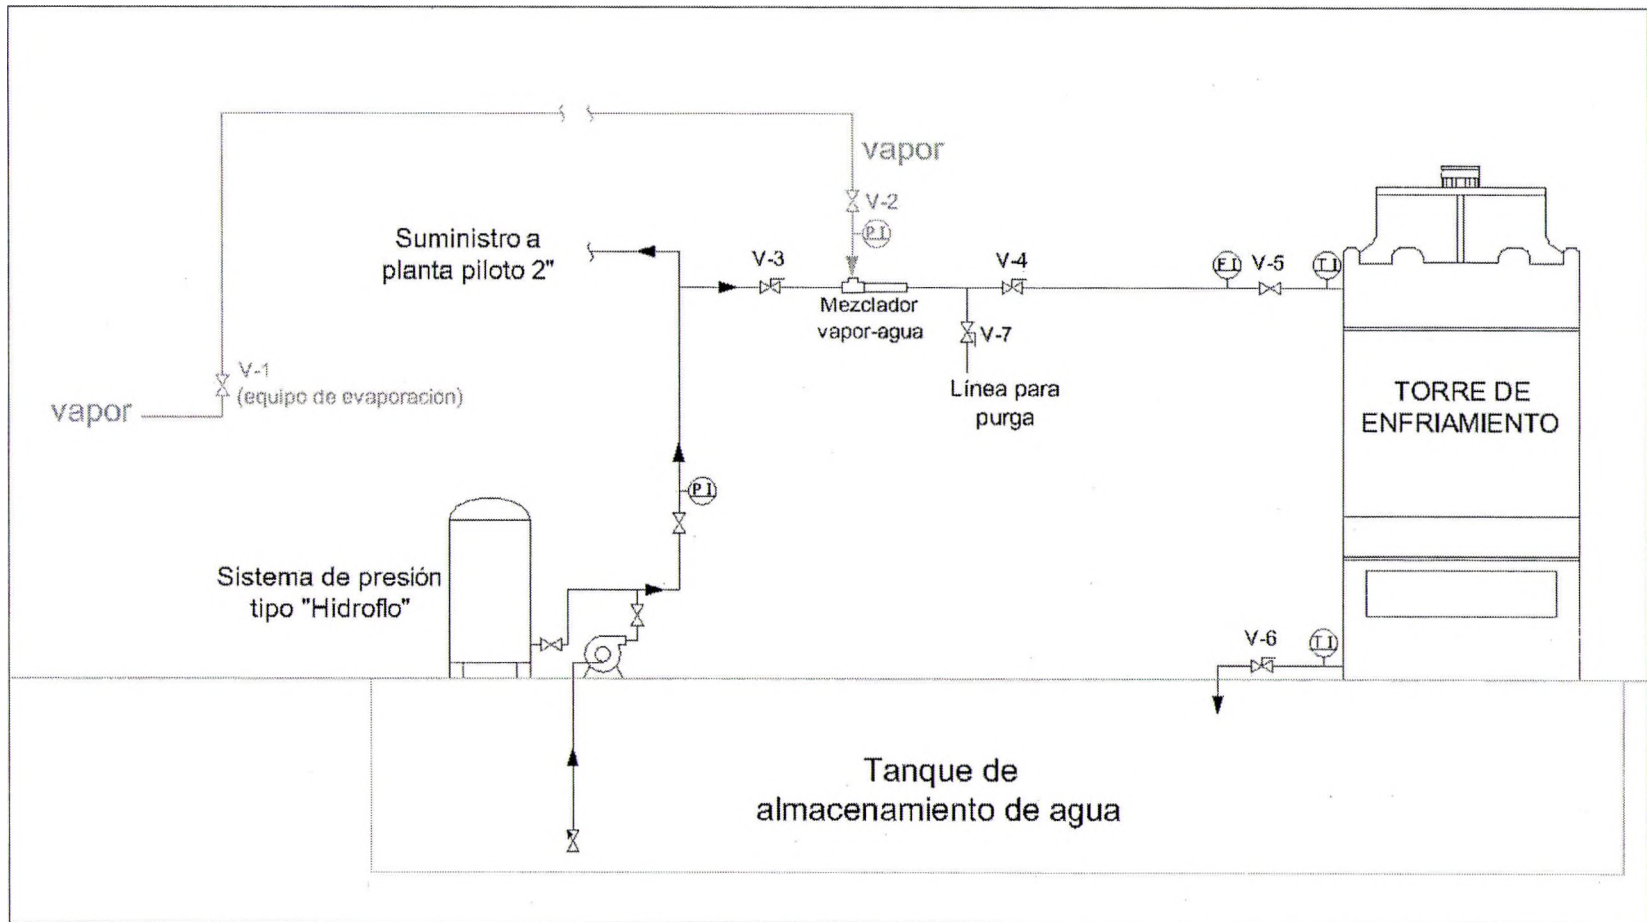 vapor
V-2
P.I
Suministro a
planta piloto 2"
V-3
V-4
F.I
V-5
T.I
Mezclador
vapor-agua
V-7
Línea para
purga
V-1
(equipo de evaporacion)
vapor
TORRE DE
ENFRIAMIENTO
P I
Sistema de presión
tipo "Hidroflo"
V-6
T.I
Tanque de
almacenamiento de agua